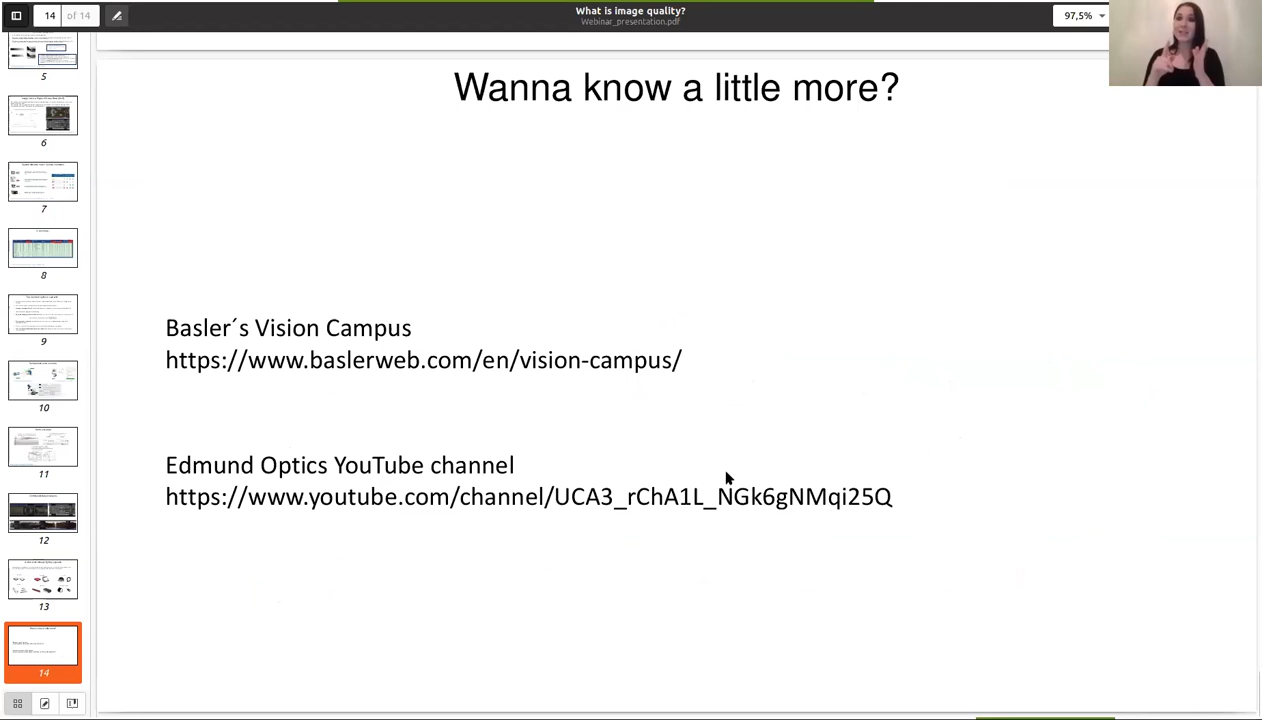 14 of 14
What is image quality?
Webinar_presentation.pdf
97,5%
5
6
7
8
9
10
11
12
13
14
Wanna know a little more?
Basler´s Vision Campus
https://www.baslerweb.com/en/vision-campus/
Edmund Optics YouTube channel
https://www.youtube.com/channel/UCA3_rChA1L_NGk6gNMqi25Q